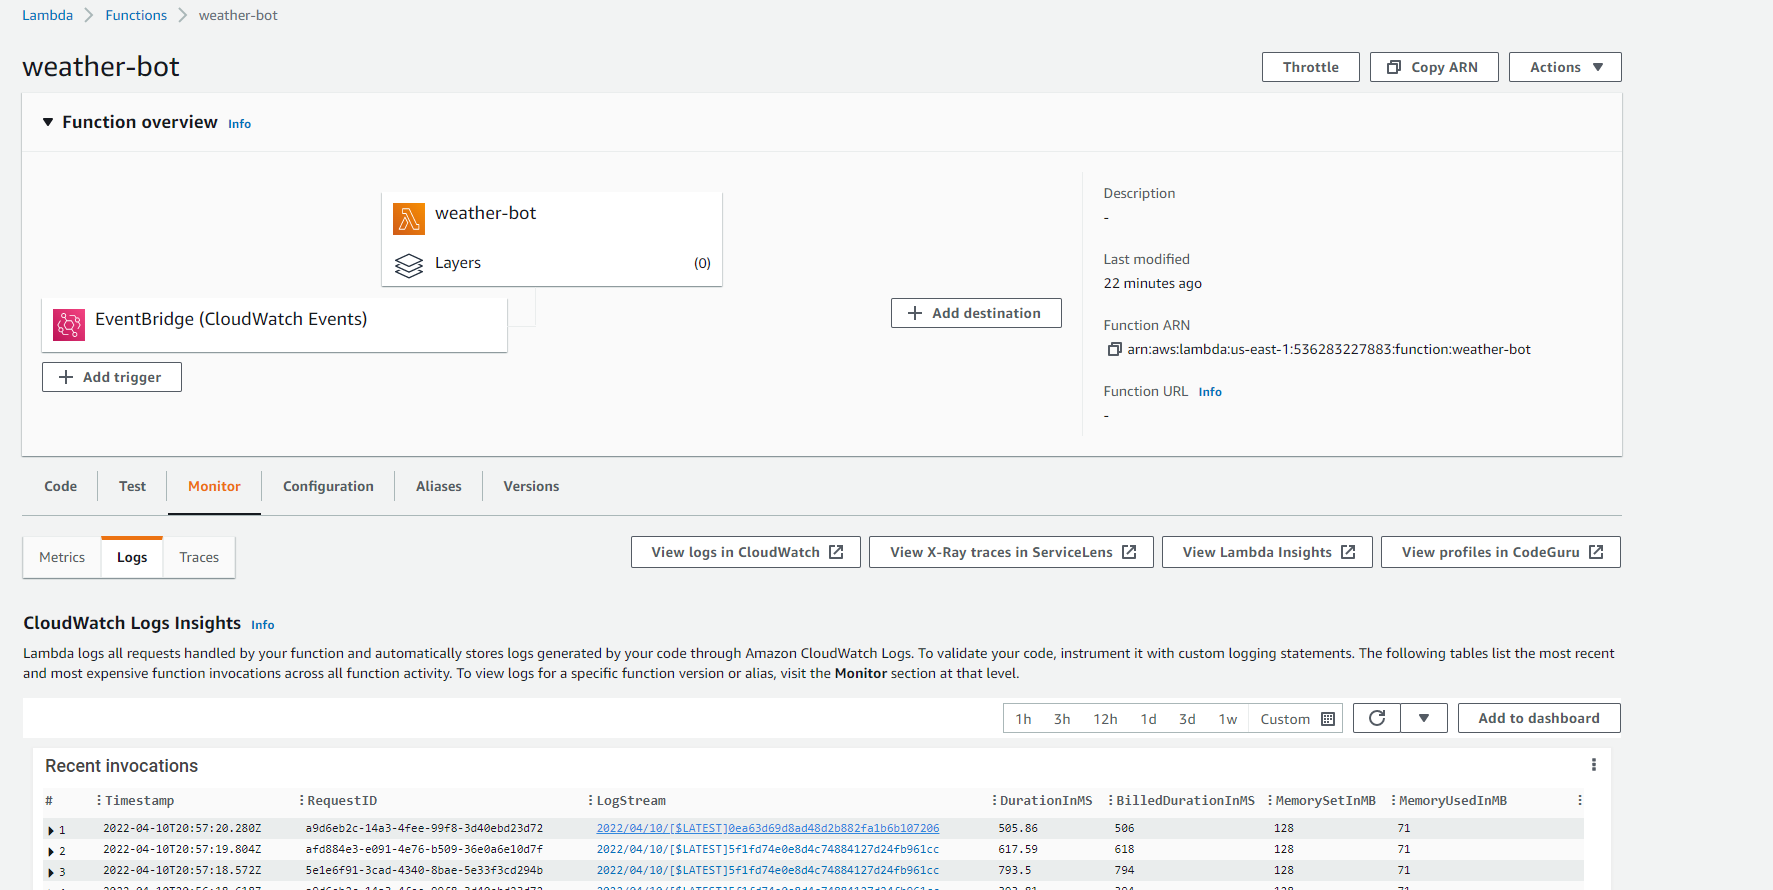 Lambda > Functions > weather-bot
weather-bot
Throttle Copy ARN Actions
Function overview Info
weather-bot
Layers (0)
EventBridge (CloudWatch Events)
Add trigger
Add destination
Description
-
Last modified
22 minutes ago
Function ARN
arn:aws:lambda:us-east-1:536283227883:function:weather-bot
Function URL Info
-
Code Test Monitor Configuration Aliases Versions
Metrics Logs Traces View logs in CloudWatch View X-Ray traces in ServiceLens View Lambda Insights View profiles in CodeGuru
CloudWatch Logs Insights Info
Lambda logs all requests handled by your function and automatically stores logs generated by your code through Amazon CloudWatch Logs. To validate your code, instrument it with custom logging statements. The following tables list the most recent
and most expensive function invocations across all function activity. To view logs for a specific function version or alias, visit the Monitor section at that level.
1h 3h 12h 1d 3d 1w Custom Add to dashboard
Recent invocations
# Timestamp RequestID LogStream DurationInMS BilledDurationInMS MemorySetInMB MemoryUsedInMB
1 2022-04-10T20:57:20.280Z a9d6eb2c-14a3-4fee-99f8-3d40ebd23d72 2022/04/10/[$LATEST]0ea63d69d8ad48d2b882fa1b6b107206 505.86 506 128 71
2 2022-04-10T20:57:19.804Z afd884e3-e091-4e76-b509-36e0a6e10d7f 2022/04/10/[$LATEST]5f1fd74e0e8d4c74884127d24fb961cc 617.59 618 128 71
3 2022-04-10T20:57:18.572Z 5e1e6f91-3cad-4340-8bae-5e33f3cd294b 2022/04/10/[$LATEST]5f1fd74e0e8d4c74884127d24fb961cc 793.5 794 128 71